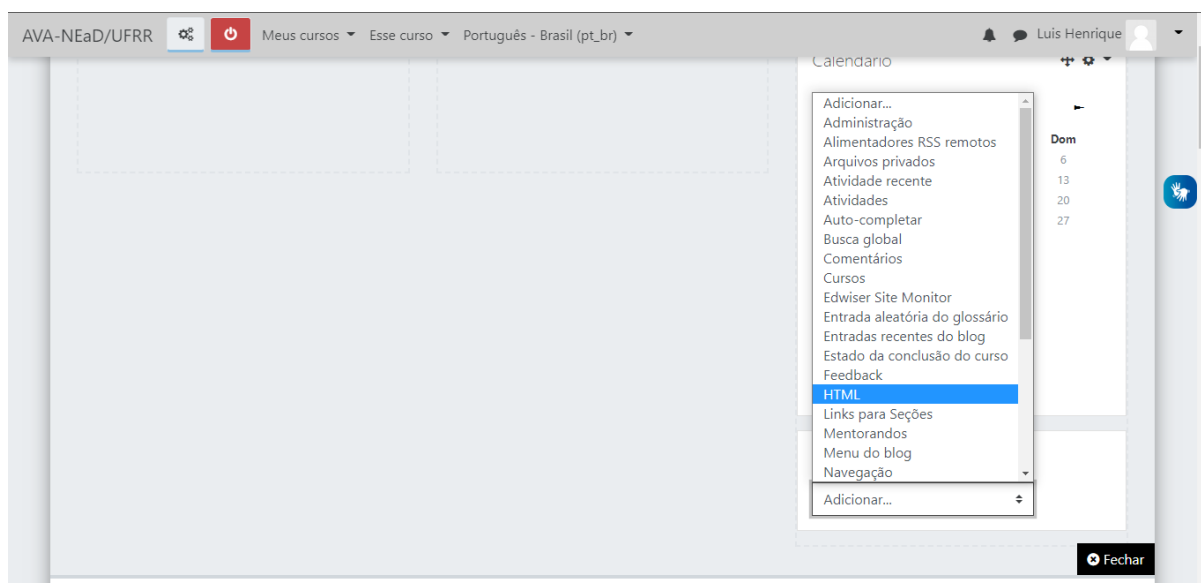 AVA-NEaD/UFRR Meus cursos Esse curso Português - Brasil (pt_br) Luis Henrique
Calendário
Adicionar...
Administração
Alimentadores RSS remotos
Arquivos privados
Atividade recente
Atividades
Auto-completar
Busca global
Comentários
Cursos
Edwiser Site Monitor
Entrada aleatória do glossário
Entradas recentes do blog
Estado da conclusão do curso
Feedback
HTML
Links para Seções
Mentorandos
Menu do blog
Navegação
Adicionar...
Dom
6
13
20
27
Fechar